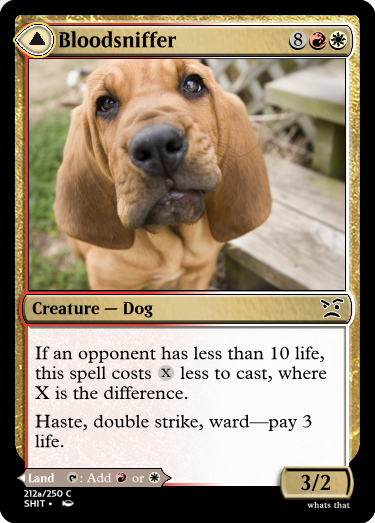 Bloodsniffer 8
Creature — Dog
If an opponent has less than 10 life,
this spell costs X less to cast, where
X is the difference.
Haste, double strike, ward—pay 3
life.
Land : Add or
3/2
212a/250 C
SHIT •
whats that